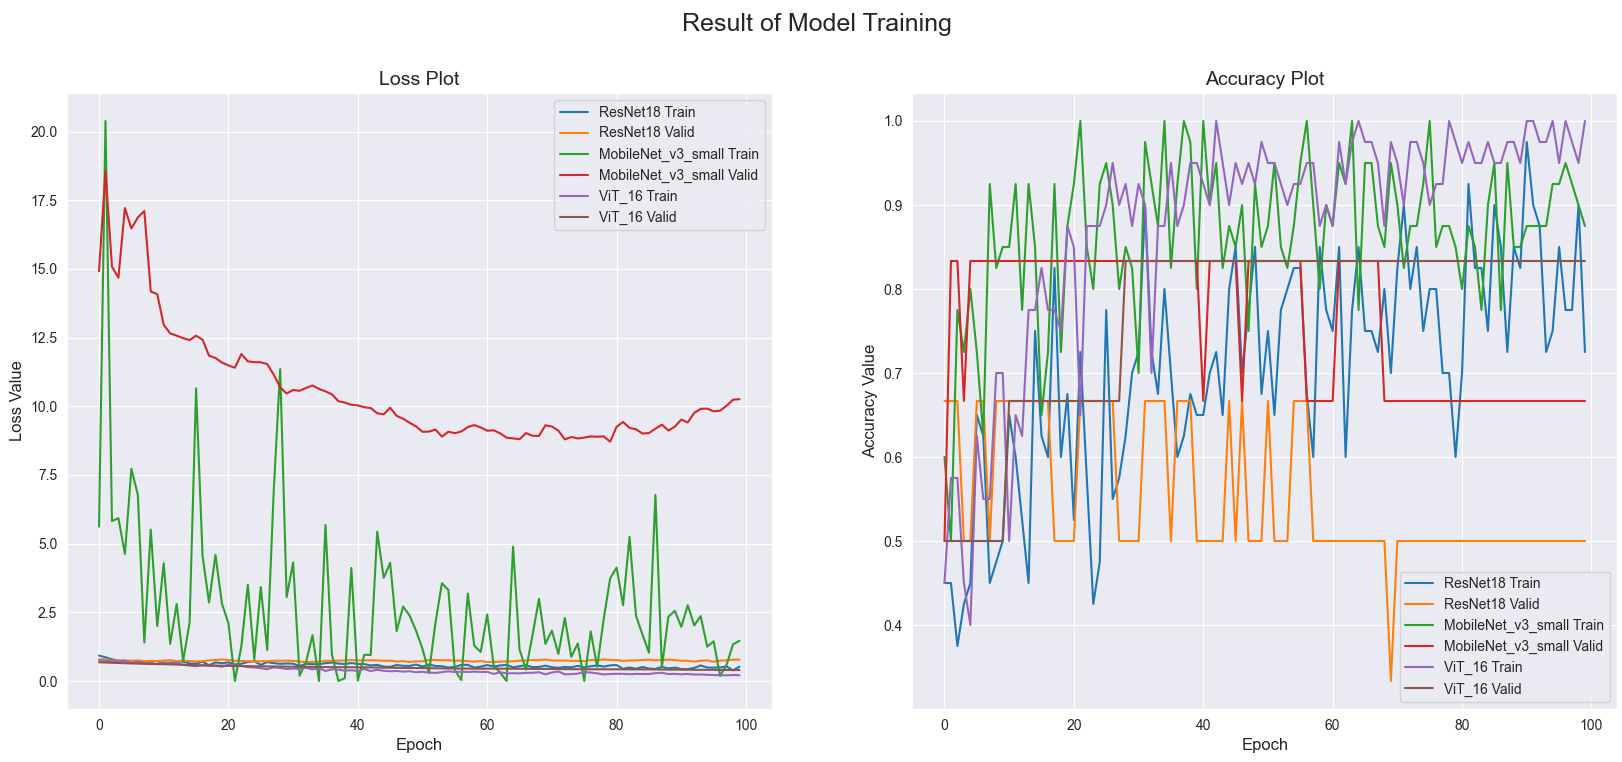 Result of Model Training
Loss Plot
Loss Value
20.0
17.5
15.0
12.5
10.0
7.5
5.0
2.5
0.0
0 20 40 60 80 100
Epoch
ResNet18 Train
ResNet18 Valid
MobileNet_v3_small Train
MobileNet_v3_small Valid
ViT_16 Train
ViT_16 Valid
Accuracy Plot
Accuracy Value
1.0
0.9
0.8
0.7
0.6
0.5
0.4
0 20 40 60 80 100
Epoch
ResNet18 Train
ResNet18 Valid
MobileNet_v3_small Train
MobileNet_v3_small Valid
ViT_16 Train
ViT_16 Valid